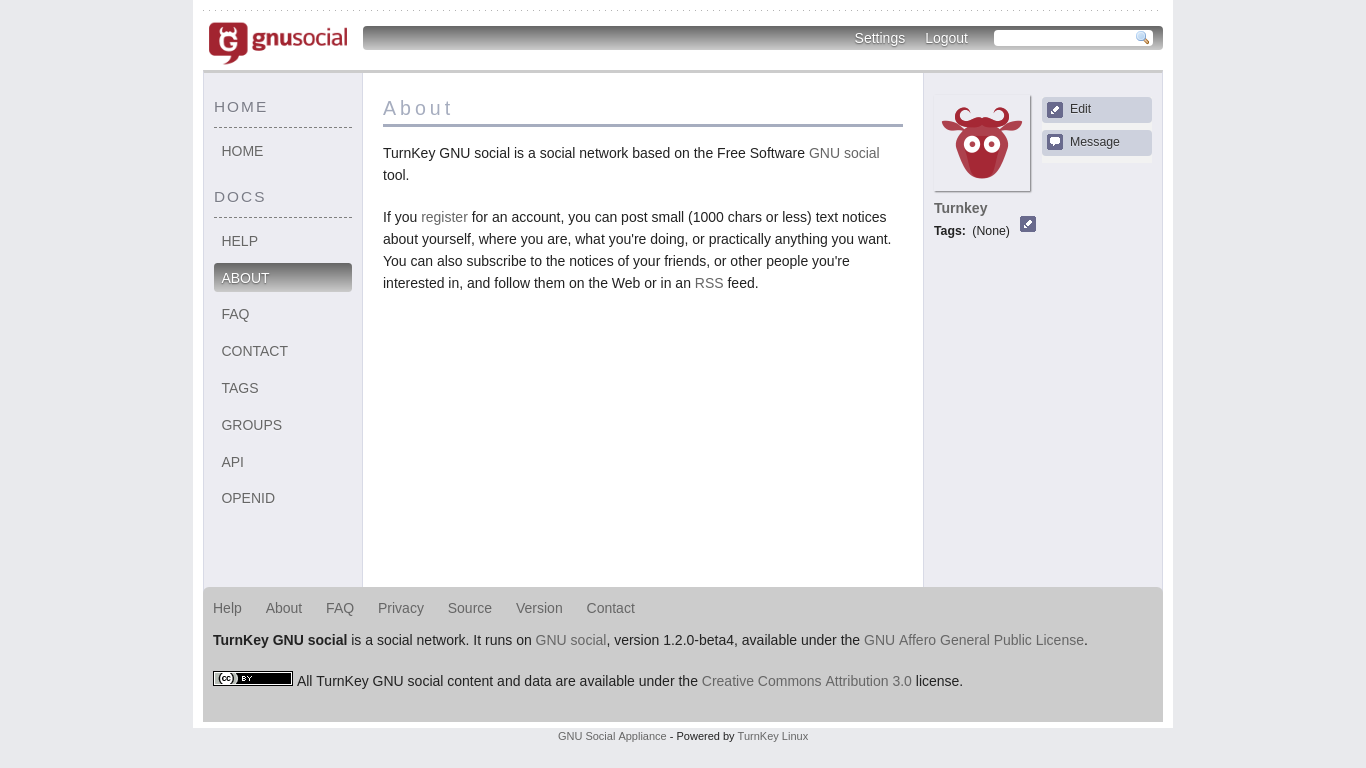 gnusocial
Settings Logout
HOME
HOME
DOCS
HELP
ABOUT
FAQ
CONTACT
TAGS
GROUPS
API
OPENID
About
TurnKey GNU social is a social network based on the Free Software GNU social
tool.
If you register for an account, you can post small (1000 chars or less) text notices
about yourself, where you are, what you're doing, or practically anything you want.
You can also subscribe to the notices of your friends, or other people you're
interested in, and follow them on the Web or in an RSS feed.
Edit
Message
Turnkey
Tags: (None)
Help About FAQ Privacy Source Version Contact
TurnKey GNU social is a social network. It runs on GNU social, version 1.2.0-beta4, available under the GNU Affero General Public License.
cc BY All TurnKey GNU social content and data are available under the Creative Commons Attribution 3.0 license.
GNU Social Appliance - Powered by TurnKey Linux